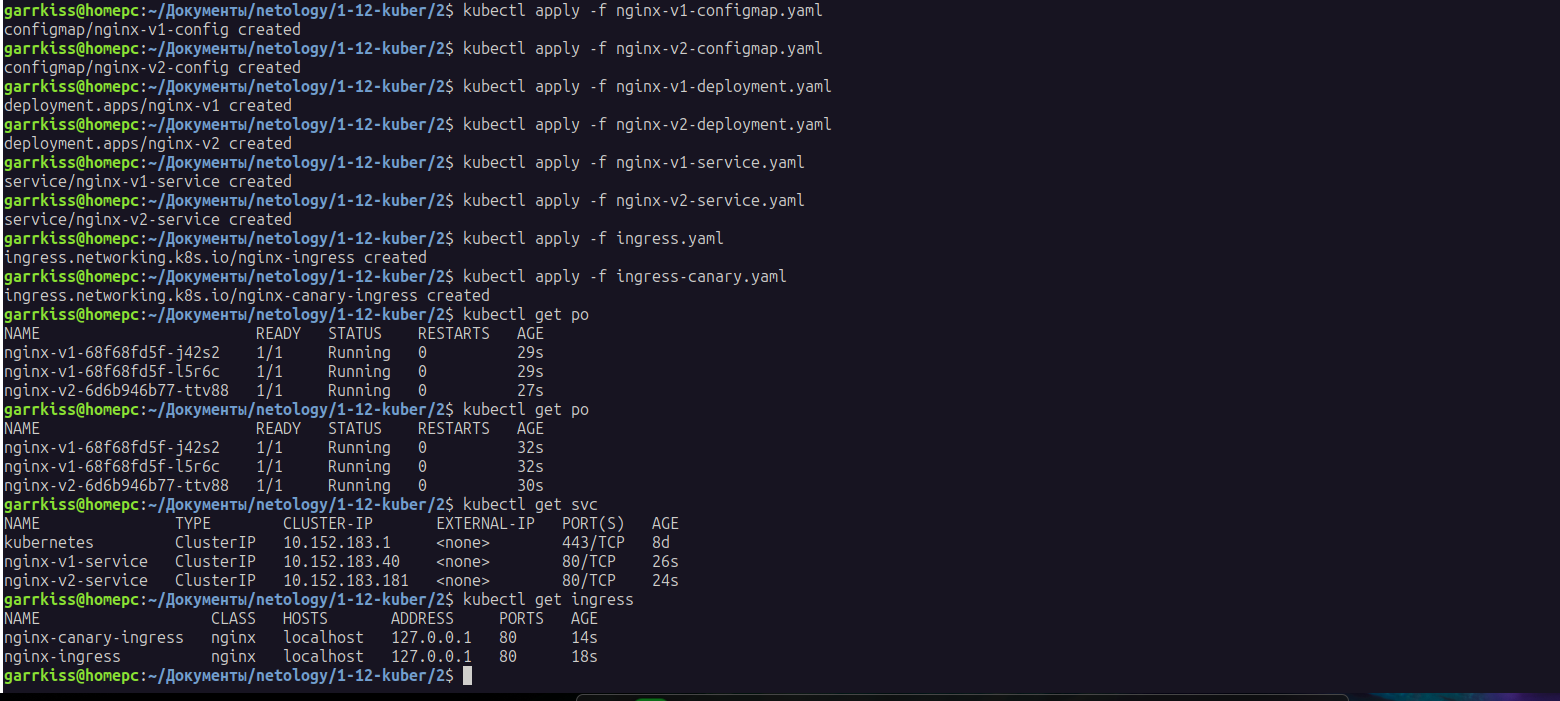 garrkiss@homepc:~/Документы/netology/1-12-kuber/2$ kubectl apply -f nginx-v1-configmap.yaml
configmap/nginx-v1-config created
garrkiss@homepc:~/Документы/netology/1-12-kuber/2$ kubectl apply -f nginx-v2-configmap.yaml
configmap/nginx-v2-config created
garrkiss@homepc:~/Документы/netology/1-12-kuber/2$ kubectl apply -f nginx-v1-deployment.yaml
deployment.apps/nginx-v1 created
garrkiss@homepc:~/Документы/netology/1-12-kuber/2$ kubectl apply -f nginx-v2-deployment.yaml
deployment.apps/nginx-v2 created
garrkiss@homepc:~/Документы/netology/1-12-kuber/2$ kubectl apply -f nginx-v1-service.yaml
service/nginx-v1-service created
garrkiss@homepc:~/Документы/netology/1-12-kuber/2$ kubectl apply -f nginx-v2-service.yaml
service/nginx-v2-service created
garrkiss@homepc:~/Документы/netology/1-12-kuber/2$ kubectl apply -f ingress.yaml
ingress.networking.k8s.io/nginx-ingress created
garrkiss@homepc:~/Документы/netology/1-12-kuber/2$ kubectl apply -f ingress-canary.yaml
ingress.networking.k8s.io/nginx-canary-ingress created
garrkiss@homepc:~/Документы/netology/1-12-kuber/2$ kubectl get po
NAME                        READY   STATUS    RESTARTS   AGE
nginx-v1-68f68fd5f-j42s2    1/1     Running   0          29s
nginx-v1-68f68fd5f-l5r6c    1/1     Running   0          29s
nginx-v2-6d6b946b77-ttv88   1/1     Running   0          27s
garrkiss@homepc:~/Документы/netology/1-12-kuber/2$ kubectl get po
NAME                        READY   STATUS    RESTARTS   AGE
nginx-v1-68f68fd5f-j42s2    1/1     Running   0          32s
nginx-v1-68f68fd5f-l5r6c    1/1     Running   0          32s
nginx-v2-6d6b946b77-ttv88   1/1     Running   0          30s
garrkiss@homepc:~/Документы/netology/1-12-kuber/2$ kubectl get svc
NAME               TYPE        CLUSTER-IP       EXTERNAL-IP   PORT(S)   AGE
kubernetes         ClusterIP   10.152.183.1     <none>        443/TCP   8d
nginx-v1-service   ClusterIP   10.152.183.40    <none>        80/TCP    26s
nginx-v2-service   ClusterIP   10.152.183.181   <none>        80/TCP    24s
garrkiss@homepc:~/Документы/netology/1-12-kuber/2$ kubectl get ingress
NAME                   CLASS   HOSTS       ADDRESS     PORTS   AGE
nginx-canary-ingress   nginx   localhost   127.0.0.1   80      14s
nginx-ingress          nginx   localhost   127.0.0.1   80      18s
garrkiss@homepc:~/Документы/netology/1-12-kuber/2$